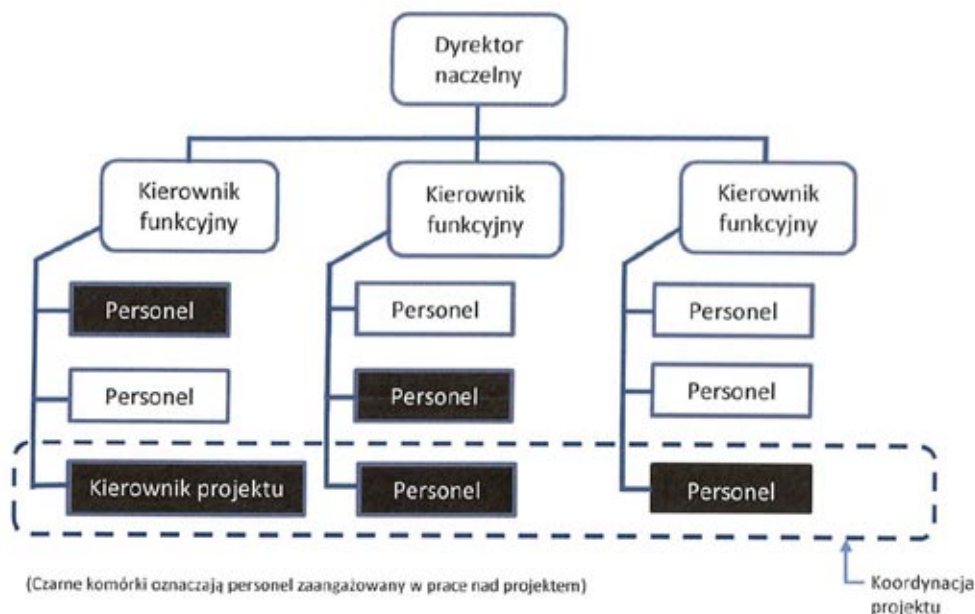 Dyrektor
naczelny
Kierownik
funkcyjny
Kierownik
funkcyjny
Kierownik
funkcyjny
Personel
Personel
Personel
Personel
Personel
Personel
Kierownik projektu
Personel
Personel
(Czarne komórki oznaczają personel zaangażowany w prace nad projektem)
Koordynacja
projektu